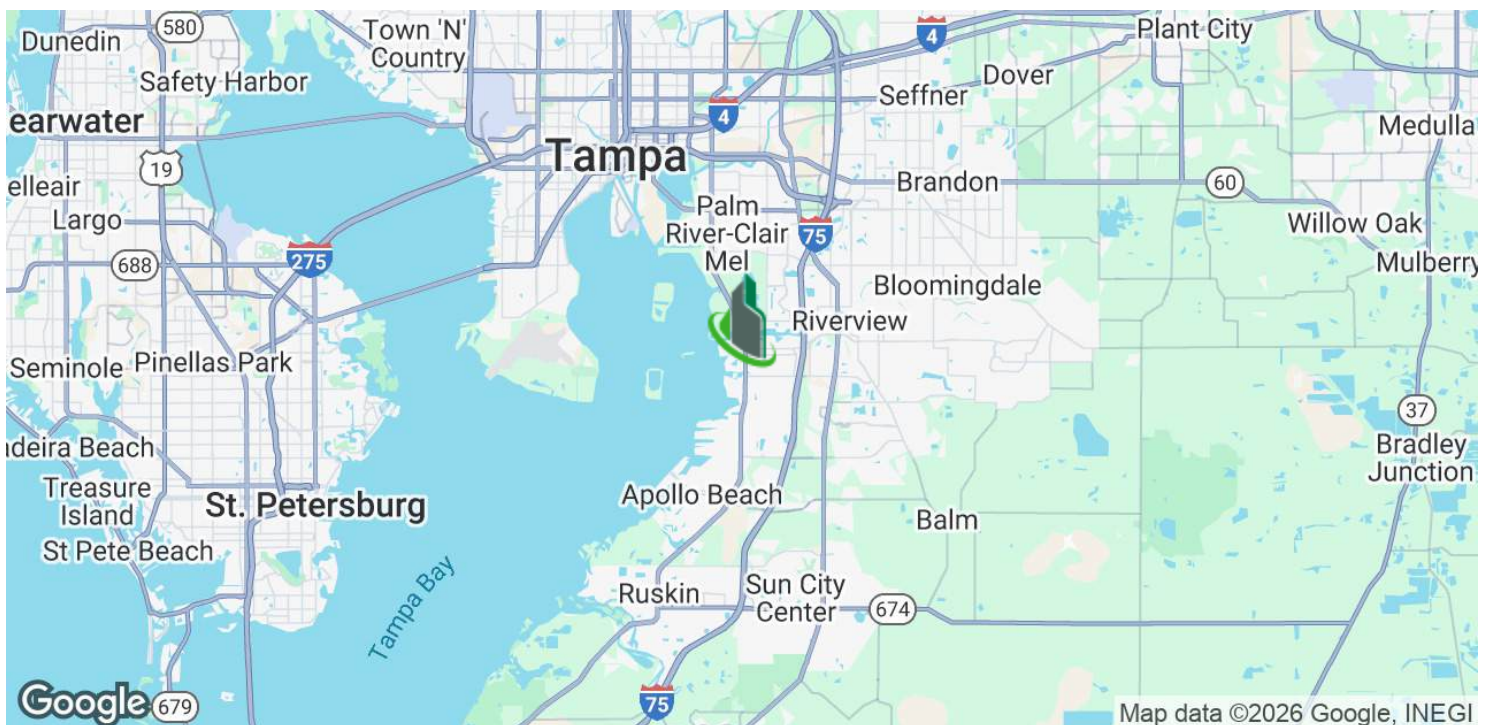 580
Town 'N'
Country
4
Plant City
Dunedin
Safety Harbor
Dover
Seffner
4
earwater
Medulla
Tampa
19
elleair
Brandon
60
Largo
Palm
River-Clair
Mel
75
Willow Oak
275
688
Mulberry
Bloomingdale
Riverview
Seminole
Pinellas Park
37
adeira Beach
Bradley
Junction
Treasure
Island
St. Petersburg
Apollo Beach
Balm
St Pete Beach
Tampa Bay
Ruskin
Sun City
Center
674
Google
679
75
Map data ©2026 Google, INEGI